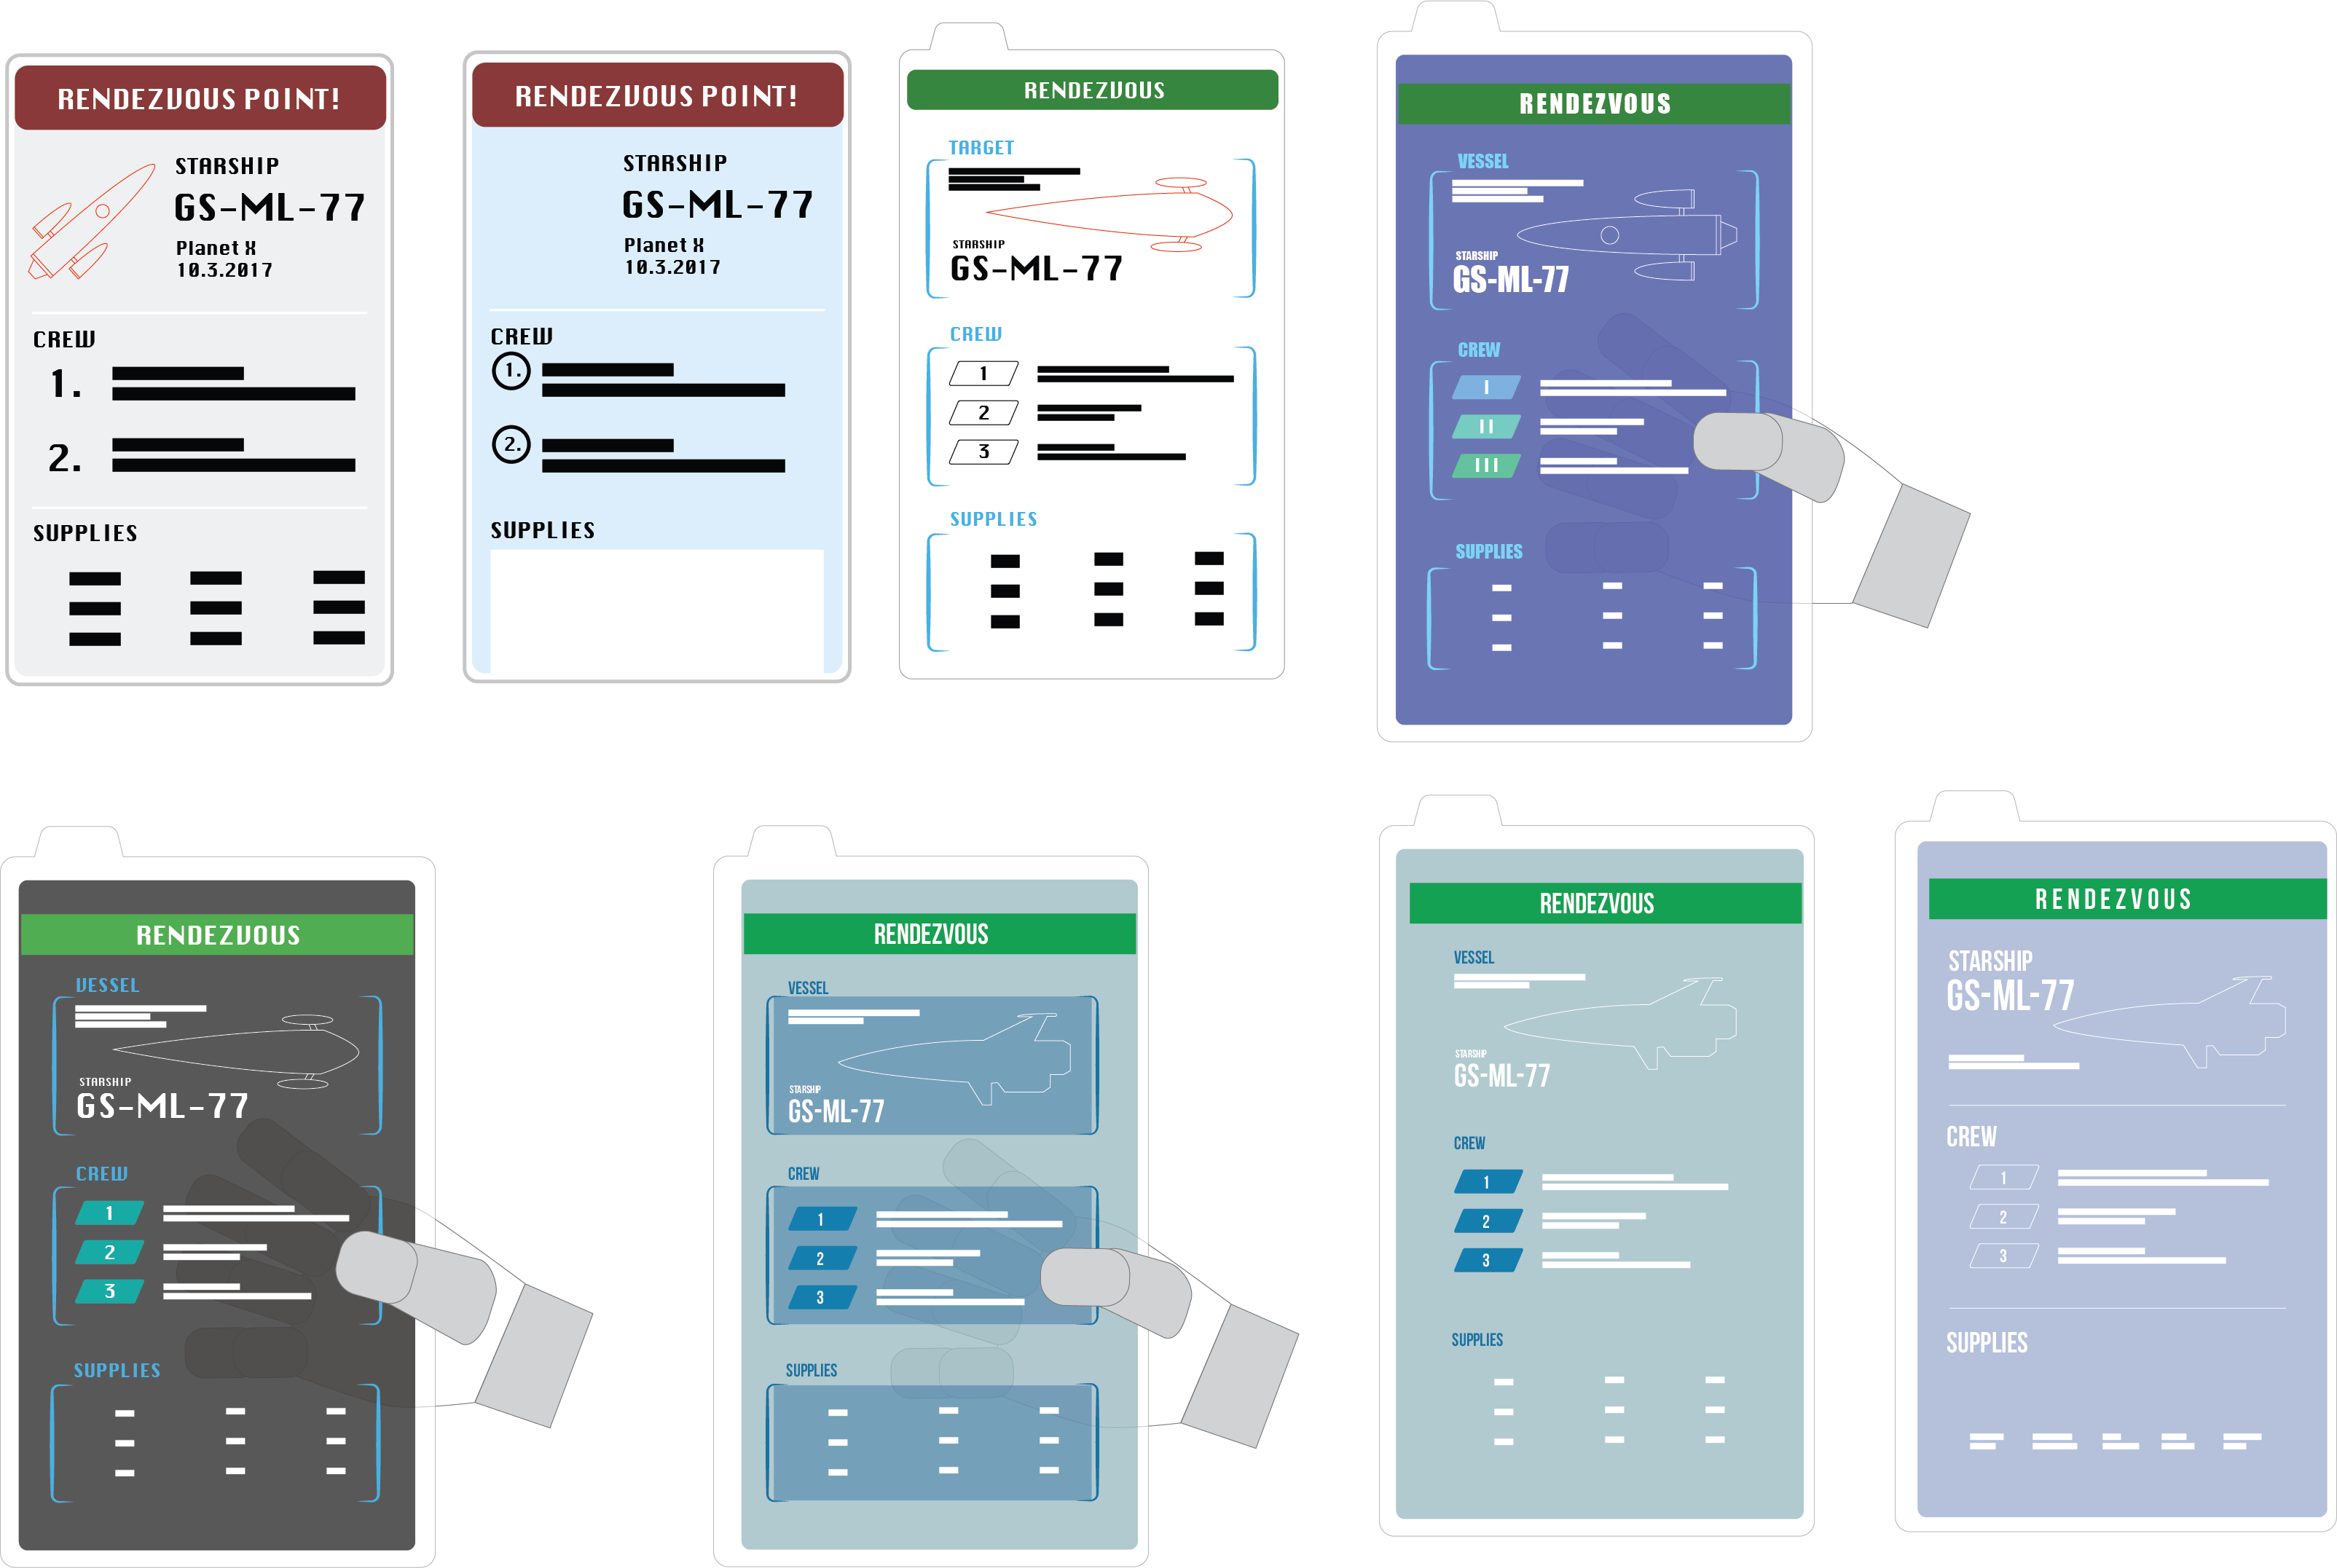 RENDEZVOUS POINT!
STARSHIP
GS-ML-77
Planet X
10.3.2017
CREW
1.
2.
SUPPLIES
RENDEZVOUS POINT!
STARSHIP
GS-ML-77
Planet X
10.3.2017
CREW
1.
2.
SUPPLIES
RENDEZVOUS
TARGET
STARSHIP
GS-ML-77
CREW
1
2
3
SUPPLIES
RENDEZVOUS
VESSEL
STARSHIP
GS-ML-77
CREW
I
II
III
SUPPLIES
RENDEZVOUS
VESSEL
STARSHIP
GS-ML-77
CREW
1
2
3
SUPPLIES
RENDEZVOUS
VESSEL
STARSHIP
GS-ML-77
CREW
1
2
3
SUPPLIES
RENDEZVOUS
VESSEL
STARSHIP
GS-ML-77
CREW
1
2
3
SUPPLIES
RENDEZVOUS
STARSHIP
GS-ML-77
CREW
1
2
3
SUPPLIES